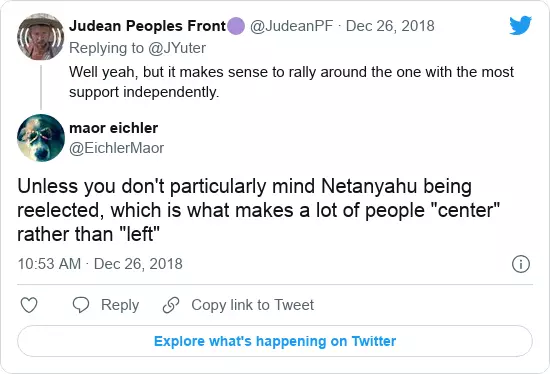 Judean Peoples Front🟣 @JudeanPF · Dec 26, 2018
Replying to @JYuter
Well yeah, but it makes sense to rally around the one with the most
support independently.
maor eichler
@EichlerMaor
Unless you don't particularly mind Netanyahu being
reelected, which is what makes a lot of people "center"
rather than "left"
10:53 AM · Dec 26, 2018
Reply
Copy link to Tweet
Explore what's happening on Twitter